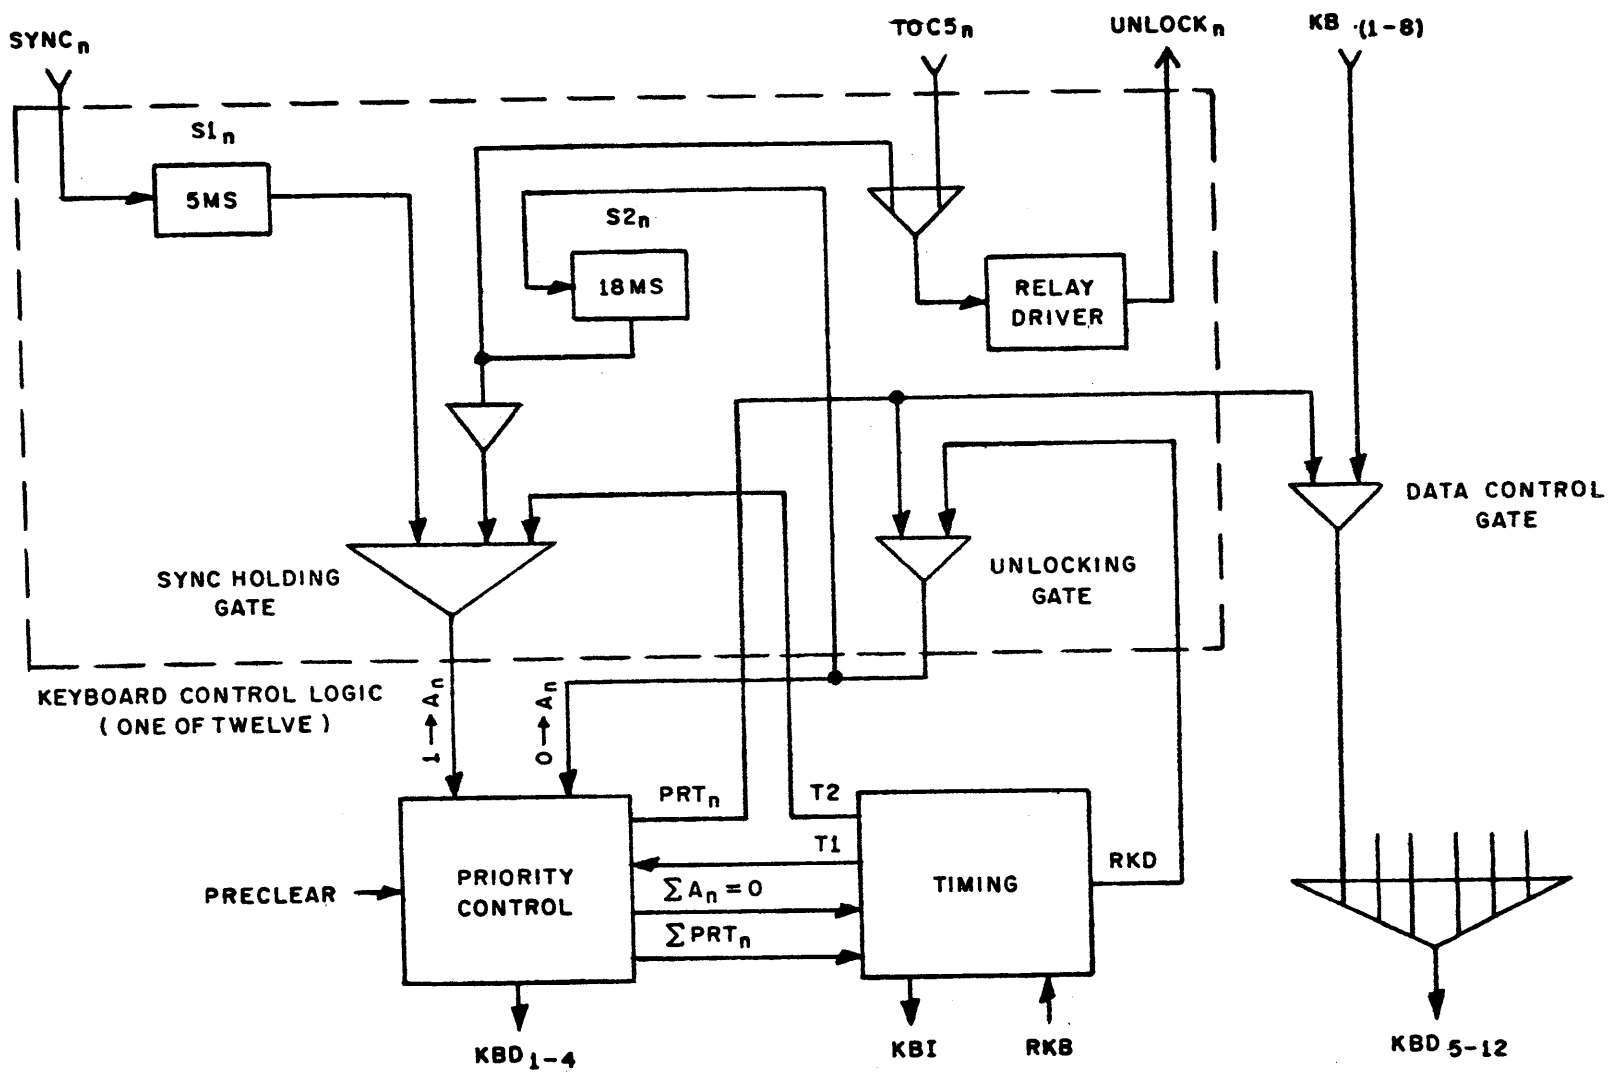 SYNCn
TOC5n
UNLOCKn
KB (1-8)
S1n
5MS
S2n
18MS
RELAY
DRIVER
DATA CONTROL
GATE
SYNC HOLDING
GATE
UNLOCKING
GATE
KEYBOARD CONTROL LOGIC
(ONE OF TWELVE)
1→An
0→An
PRTn
T2
T1
RKD
PRECLEAR
PRIORITY
CONTROL
ΣAn=0
ΣPRTn
TIMING
KBD1-4
KBI
RKB
KBD5-12